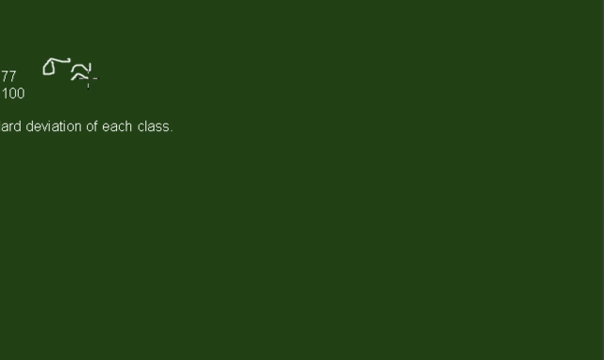 77 σ ≈
100
ard deviation of each class.